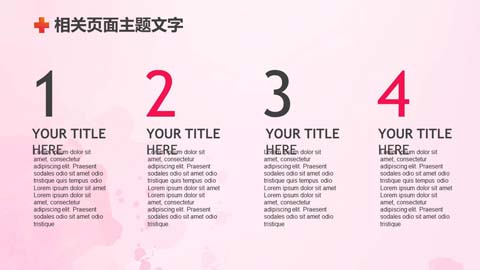 相关页面主题文字
1
YOUR TITLE
HERE
Lorem ipsum dolor sit
amet, consectetur
adipiscing elit. Praesent
sodales odio sit amet odio
tristique quis tempus odio
Lorem ipsum dolor sit amet
Lorem ipsum dolor sit amet
adipiscing elit. Praesent
sodales odio sit amet odio
tristique
2
YOUR TITLE
HERE
Lorem ipsum dolor sit
amet, consectetur
adipiscing elit. Praesent
sodales odio sit amet odio
tristique quis tempus odio
Lorem ipsum dolor sit amet
Lorem ipsum dolor sit amet
adipiscing elit. Praesent
sodales odio sit amet odio
tristique
3
YOUR TITLE
HERE
Lorem ipsum dolor sit
amet, consectetur
adipiscing elit. Praesent
sodales odio sit amet odio
tristique quis tempus odio
Lorem ipsum dolor sit amet
Lorem ipsum dolor sit amet
adipiscing elit. Praesent
sodales odio sit amet odio
tristique
4
YOUR TITLE
HERE
Lorem ipsum dolor sit
amet, consectetur
adipiscing elit. Praesent
sodales odio sit amet odio
tristique quis tempus odio
Lorem ipsum dolor sit amet
Lorem ipsum dolor sit amet
adipiscing elit. Praesent
sodales odio sit amet odio
tristique